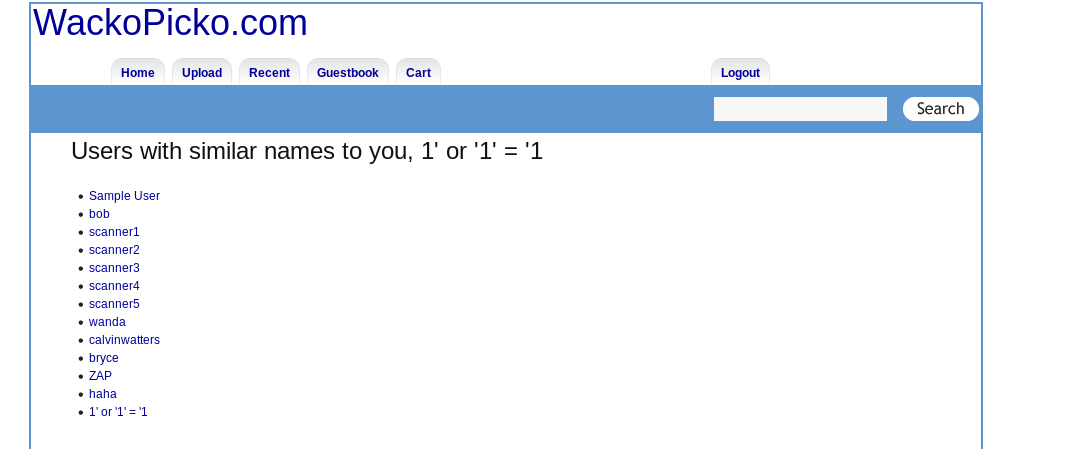 WackoPicko.com
Home Upload Recent Guestbook Cart Logout
Search
Users with similar names to you, 1' or '1' = '1
Sample User
bob
scanner1
scanner2
scanner3
scanner4
scanner5
wanda
calvinwatters
bryce
ZAP
haha
1' or '1' = '1